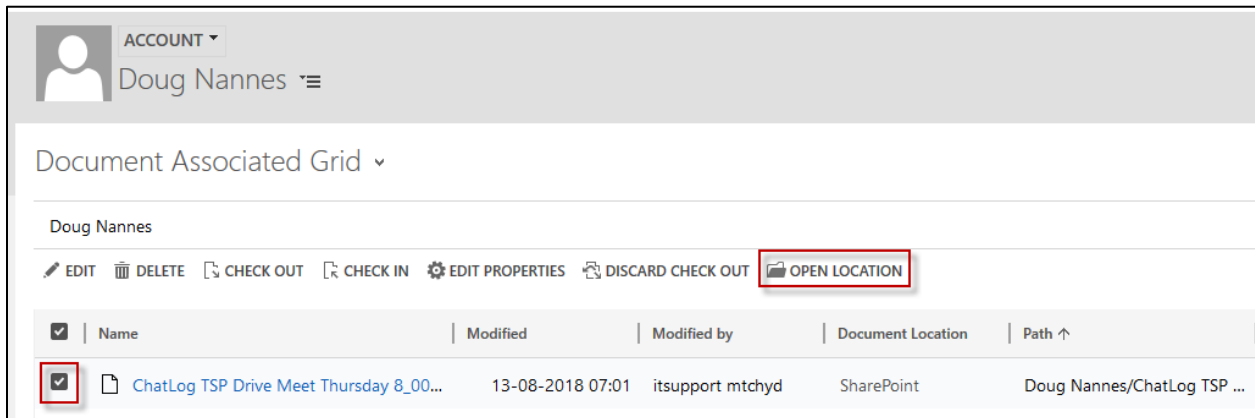 ACCOUNT
Doug Nannes
Document Associated Grid
Doug Nannes
EDIT DELETE CHECK OUT CHECK IN EDIT PROPERTIES DISCARD CHECK OUT OPEN LOCATION
Name Modified Modified by Document Location Path ↑
ChatLog TSP Drive Meet Thursday 8_00... 13-08-2018 07:01 itsupport mtchyd SharePoint Doug Nannes/ChatLog TSP ...